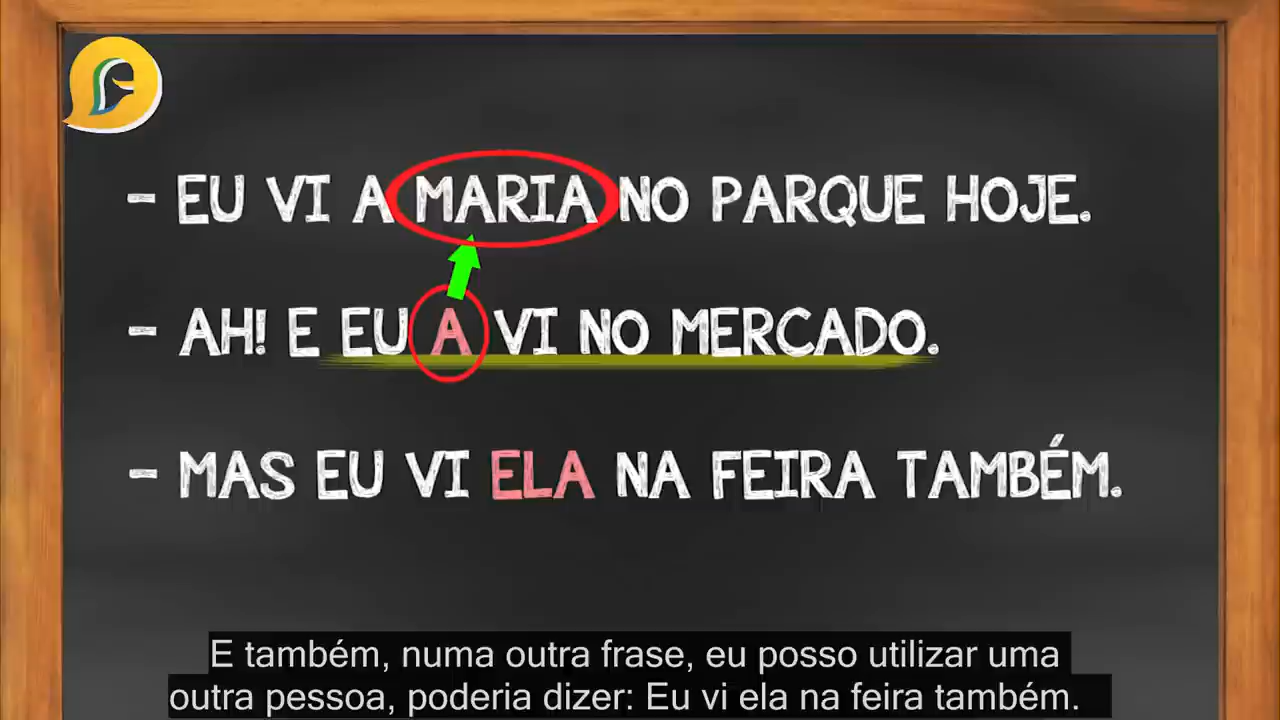 - EU VI A MARIA NO PARQUE HOJE.
- AH! E EU A VI NO MERCADO.
- MAS EU VI ELA NA FEIRA TAMBÉM.
E também, numa outra frase, eu posso utilizar uma
outra pessoa, poderia dizer: Eu vi ela na feira também.